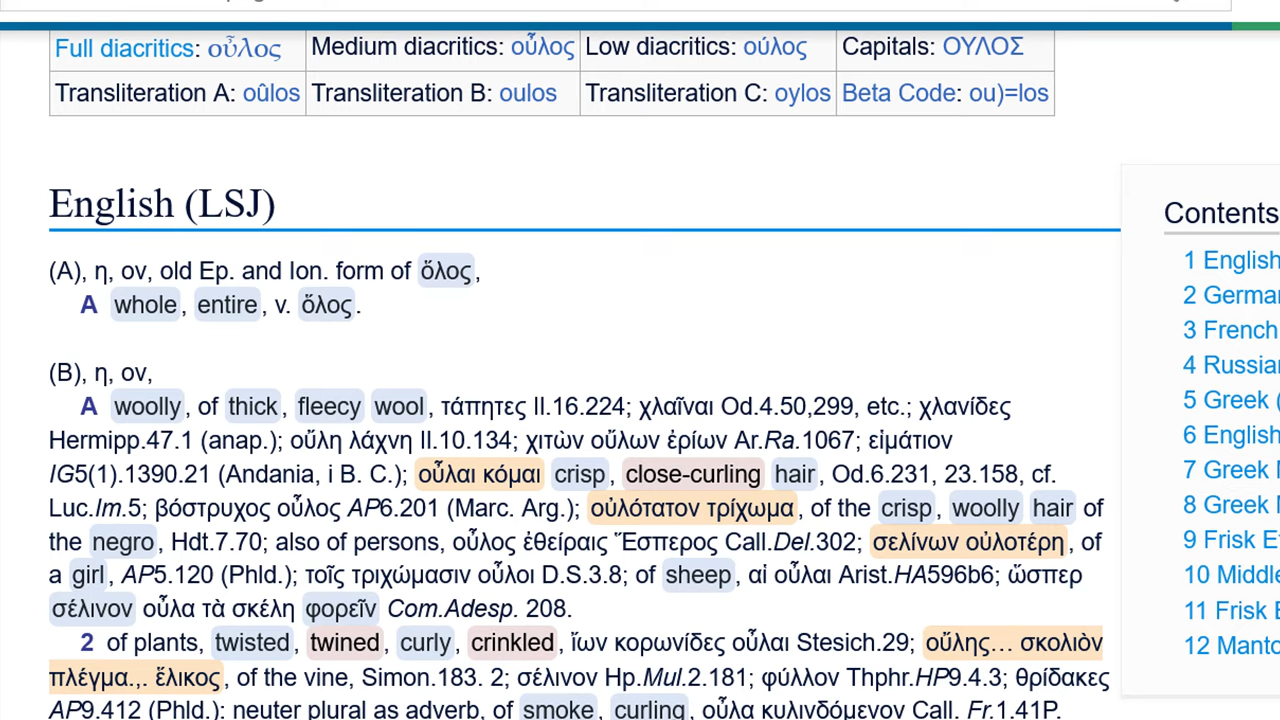 Full diacritics: οὖλος Medium diacritics: οὖλος Low diacritics: ούλος Capitals: ΟΥΛΟΣ
Transliteration A: oûlos Transliteration B: oulos Transliteration C: oylos Beta Code: ou)=los
English (LSJ)
Contents
(A), η, ον, old Ep. and Ion. form of ὅλος,
A whole, entire, v. ὅλος.
(B), η, ον,
A woolly, of thick, fleecy wool, τάπητες Il.16.224; χλαῖναι Od.4.50,299, etc.; χλανίδες
Hermipp.47.1 (anap.); οὔλη λάχνη Il.10.134; χιτὼν οὔλων ἐρίων Ar.Ra.1067; εἱμάτιον
IG5(1).1390.21 (Andania, i B. C.); οὖλαι κόμαι crisp, close-curling hair, Od.6.231, 23.158, cf.
Luc.Im.5; βόστρυχος οὖλος AP6.201 (Marc. Arg.); οὐλότατον τρίχωμα, of the crisp, woolly hair of
the negro, Hdt.7.70; also of persons, οὖλος ἐθείραις Ἕσπερος Call.Del.302; σελίνων οὐλοτέρη, of
a girl, AP5.120 (Phld.); τοῖς τριχώμασιν οὖλοι D.S.3.8; of sheep, αἱ οὖλαι Arist.HA596b6; ὥσπερ
σέλινον οὖλα τὰ σκέλη φορεῖν Com.Adesp. 208.
2 of plants, twisted, twined, curly, crinkled, ἴων κορωνίδες οὖλαι Stesich.29; οὔλης... σκολιὸν
πλέγμα.,. ἕλικος, of the vine, Simon.183. 2; σέλινον Hp.Mul.2.181; φύλλον Thphr.HP9.4.3; θρίδακες
AP9.412 (Phld.); neuter plural as adverb, of smoke, curling, οὖλα κυλινδόμενον Call. Fr.1.41P.
1 English
2 German
3 French
4 Russian
5 Greek (
6 English
7 Greek
8 Greek
9 Frisk E
10 Middle
11 Frisk
12 Manto